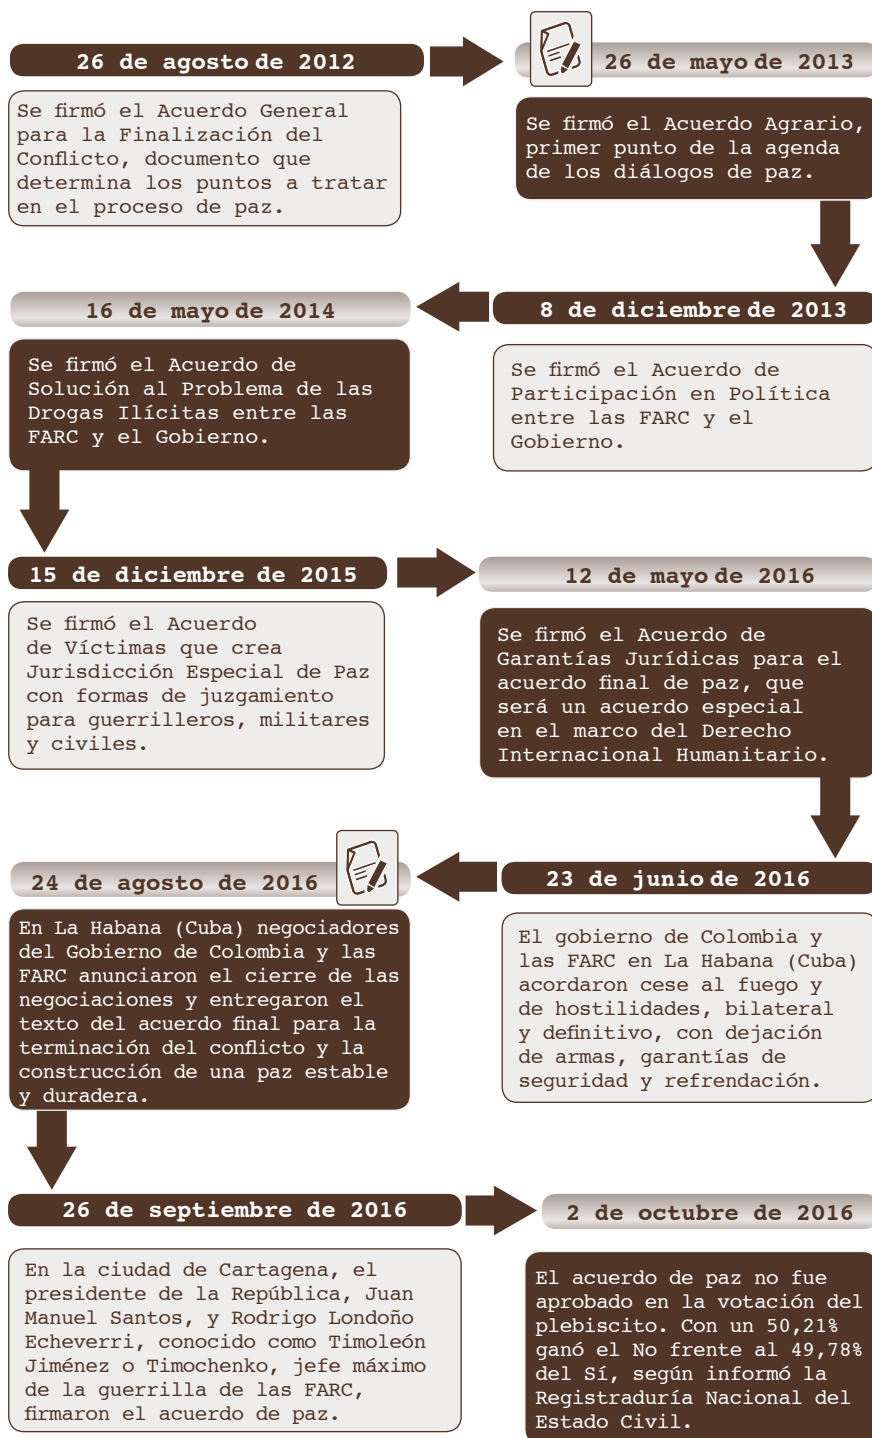 26 de agosto de 2012
Se firmó el Acuerdo General
para la Finalización del
Conflicto, documento que
determina los puntos a tratar
en el proceso de paz.
26 de mayo de 2013
Se firmó el Acuerdo Agrario,
primer punto de la agenda
de los diálogos de paz.
8 de diciembre de 2013
Se firmó el Acuerdo de
Participación en Política
entre las FARC y el
Gobierno.
16 de mayo de 2014
Se firmó el Acuerdo de
Solución al Problema de las
Drogas Ilícitas entre las
FARC y el Gobierno.
15 de diciembre de 2015
Se firmó el Acuerdo
de Víctimas que crea
Jurisdicción Especial de Paz
con formas de juzgamiento
para guerrilleros, militares
y civiles.
12 de mayo de 2016
Se firmó el Acuerdo de
Garantías Jurídicas para el
acuerdo final de paz, que
será un acuerdo especial
en el marco del Derecho
Internacional Humanitario.
23 de junio de 2016
El gobierno de Colombia y
las FARC en La Habana (Cuba)
acordaron cese al fuego y
de hostilidades, bilateral
y definitivo, con dejación
de armas, garantías de
seguridad y refrendación.
24 de agosto de 2016
En La Habana (Cuba) negociadores
del Gobierno de Colombia y las
FARC anunciaron el cierre de las
negociaciones y entregaron el
texto del acuerdo final para la
terminación del conflicto y la
construcción de una paz estable
y duradera.
26 de septiembre de 2016
En la ciudad de Cartagena, el
presidente de la República, Juan
Manuel Santos, y Rodrigo Londoño
Echeverri, conocido como Timoleón
Jiménez o Timochenko, jefe máximo
de la guerrilla de las FARC,
firmaron el acuerdo de paz.
2 de octubre de 2016
El acuerdo de paz no fue
aprobado en la votación del
plebiscito. Con un 50,21%
ganó el No frente al 49,78%
del Sí, según informó la
Registraduría Nacional del
Estado Civil.